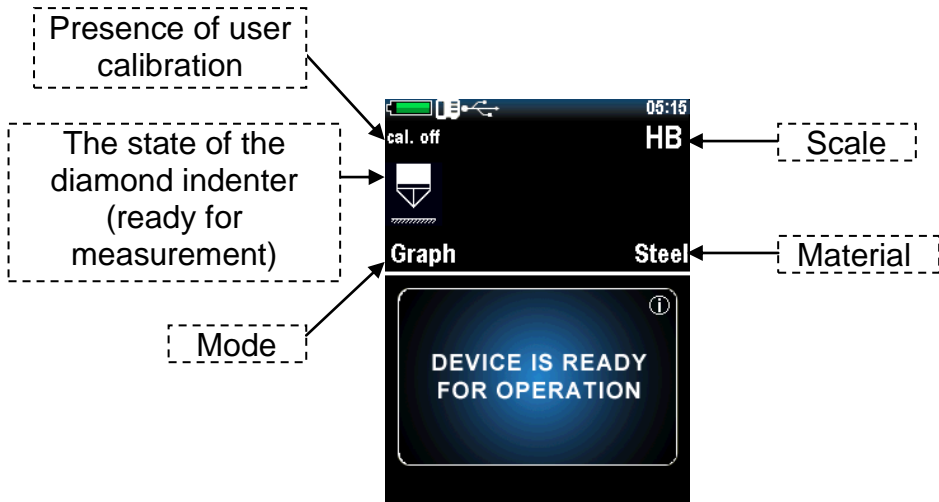 Presence of user
calibration
05:15
cal. off
HB
Scale
The state of the
diamond indenter
(ready for
measurement)
Graph
Steel
Material
Mode
DEVICE IS READY
FOR OPERATION